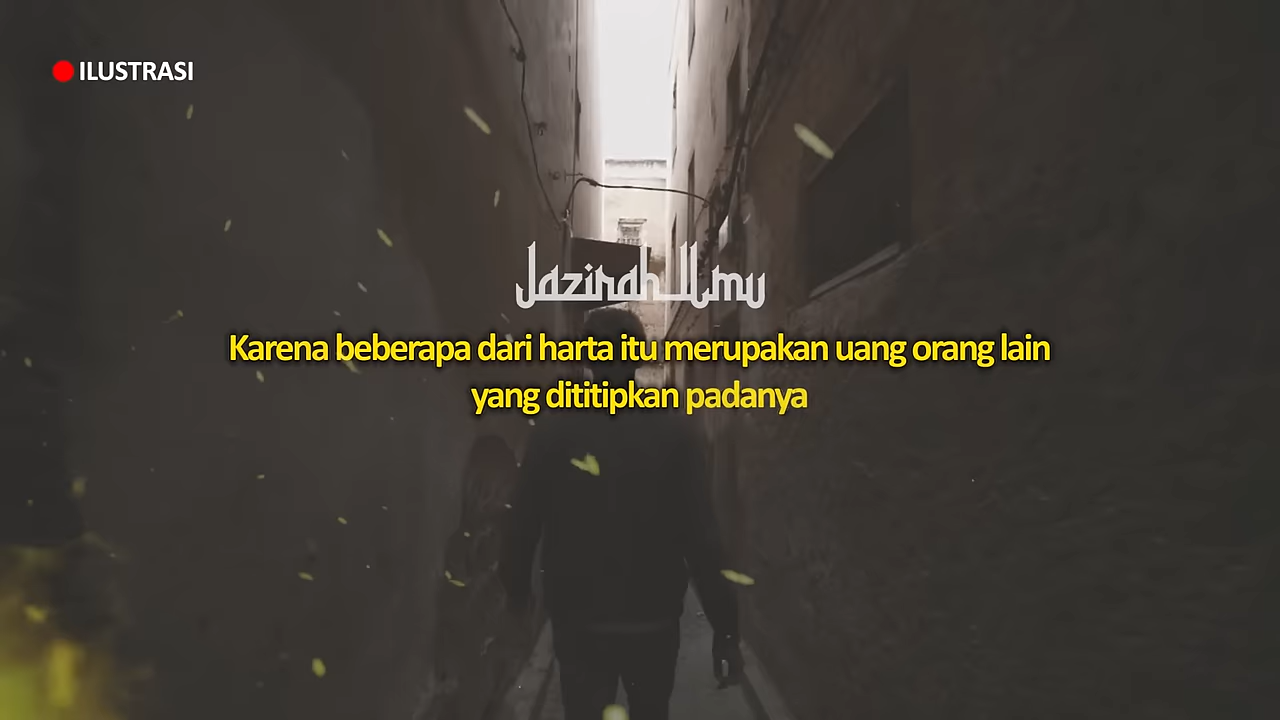 ILUSTRASI
Jazirah Ilmu
Karena beberapa dari harta itu merupakan uang orang lain
yang dititipkan padanya